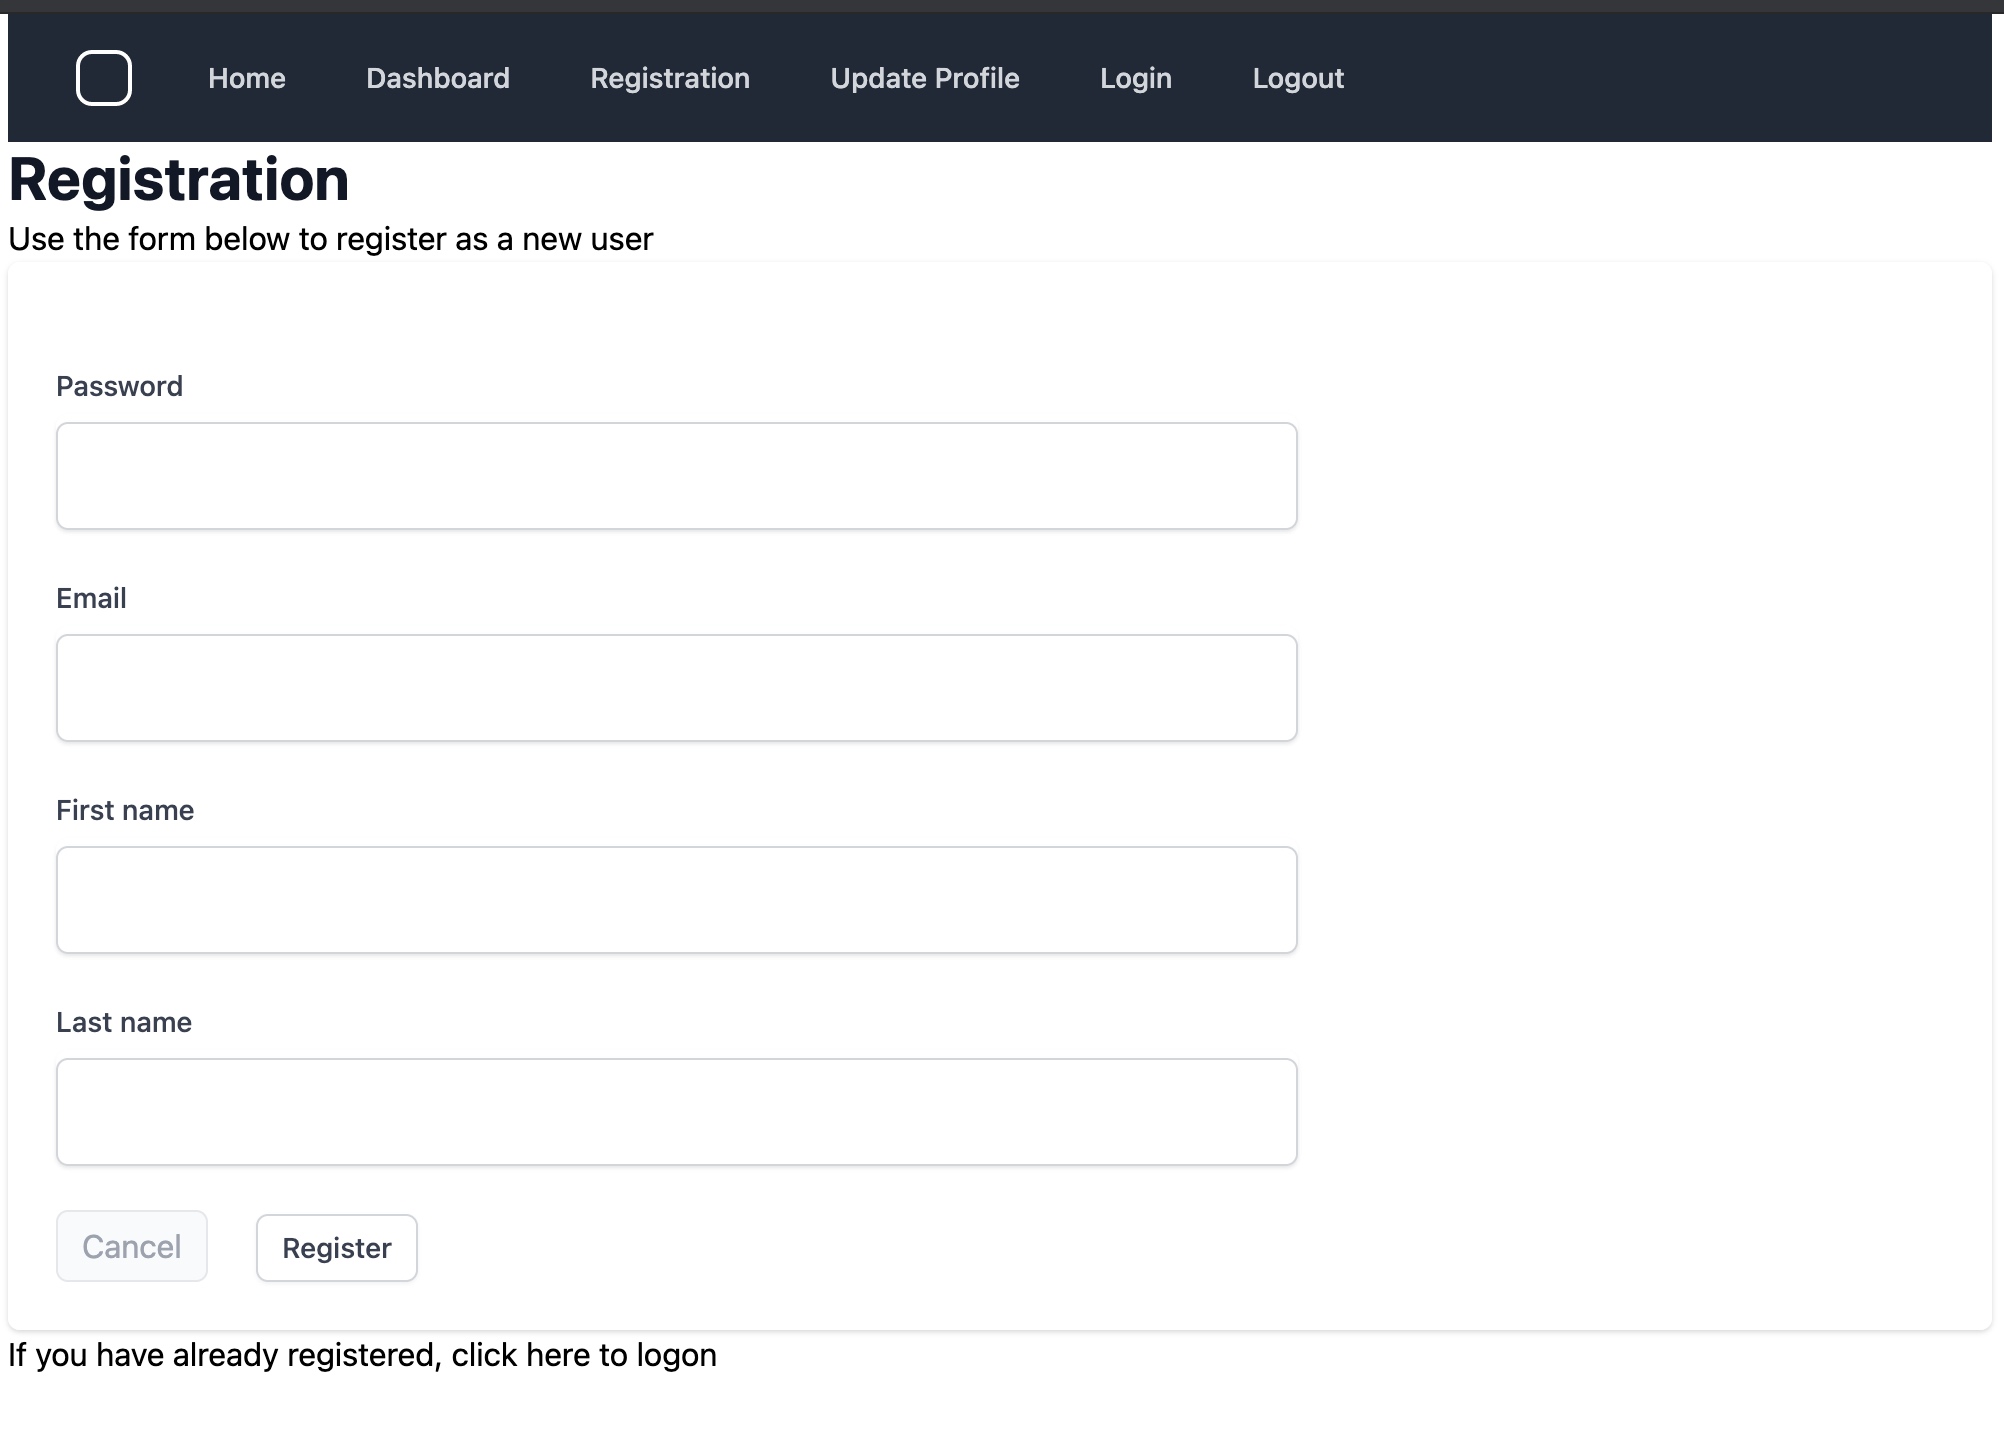 Home Dashboard Registration Update Profile Login Logout
Registration
Use the form below to register as a new user
Password
Email
First name
Last name
Cancel Register
If you have already registered, click here to logon